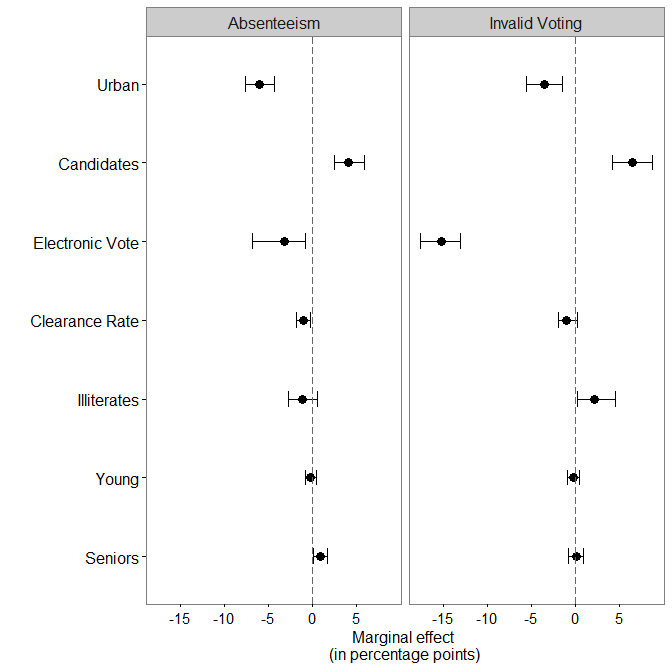 Absenteeism
Invalid Voting
Urban
Candidates
Electronic Vote
Clearance Rate
Illiterates
Young
Seniors
-15 -10 -5 0 5
-15 -10 -5 0 5
Marginal effect
(in percentage points)